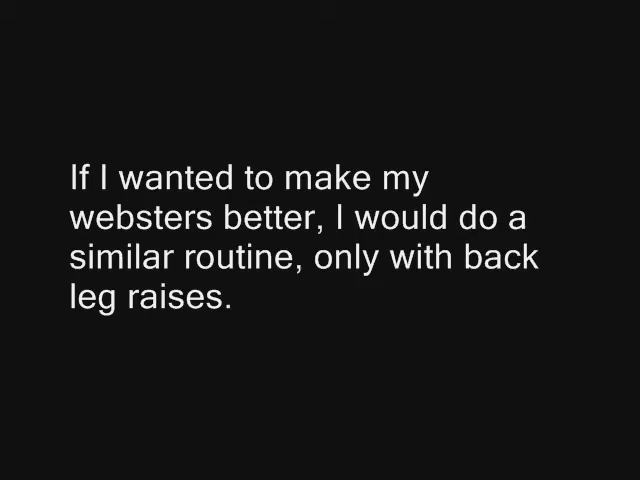 If I wanted to make my
websters better, I would do a
similar routine, only with back
leg raises.